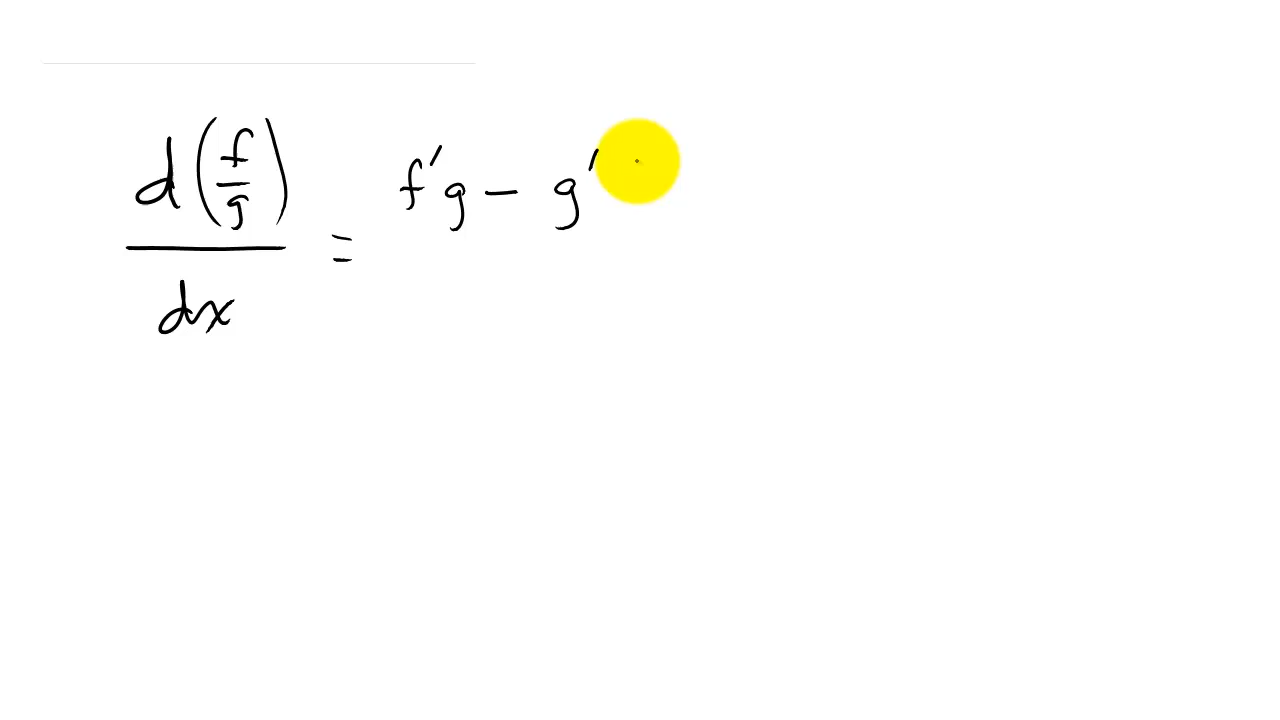 d(f/g)/dx = f'g - g'